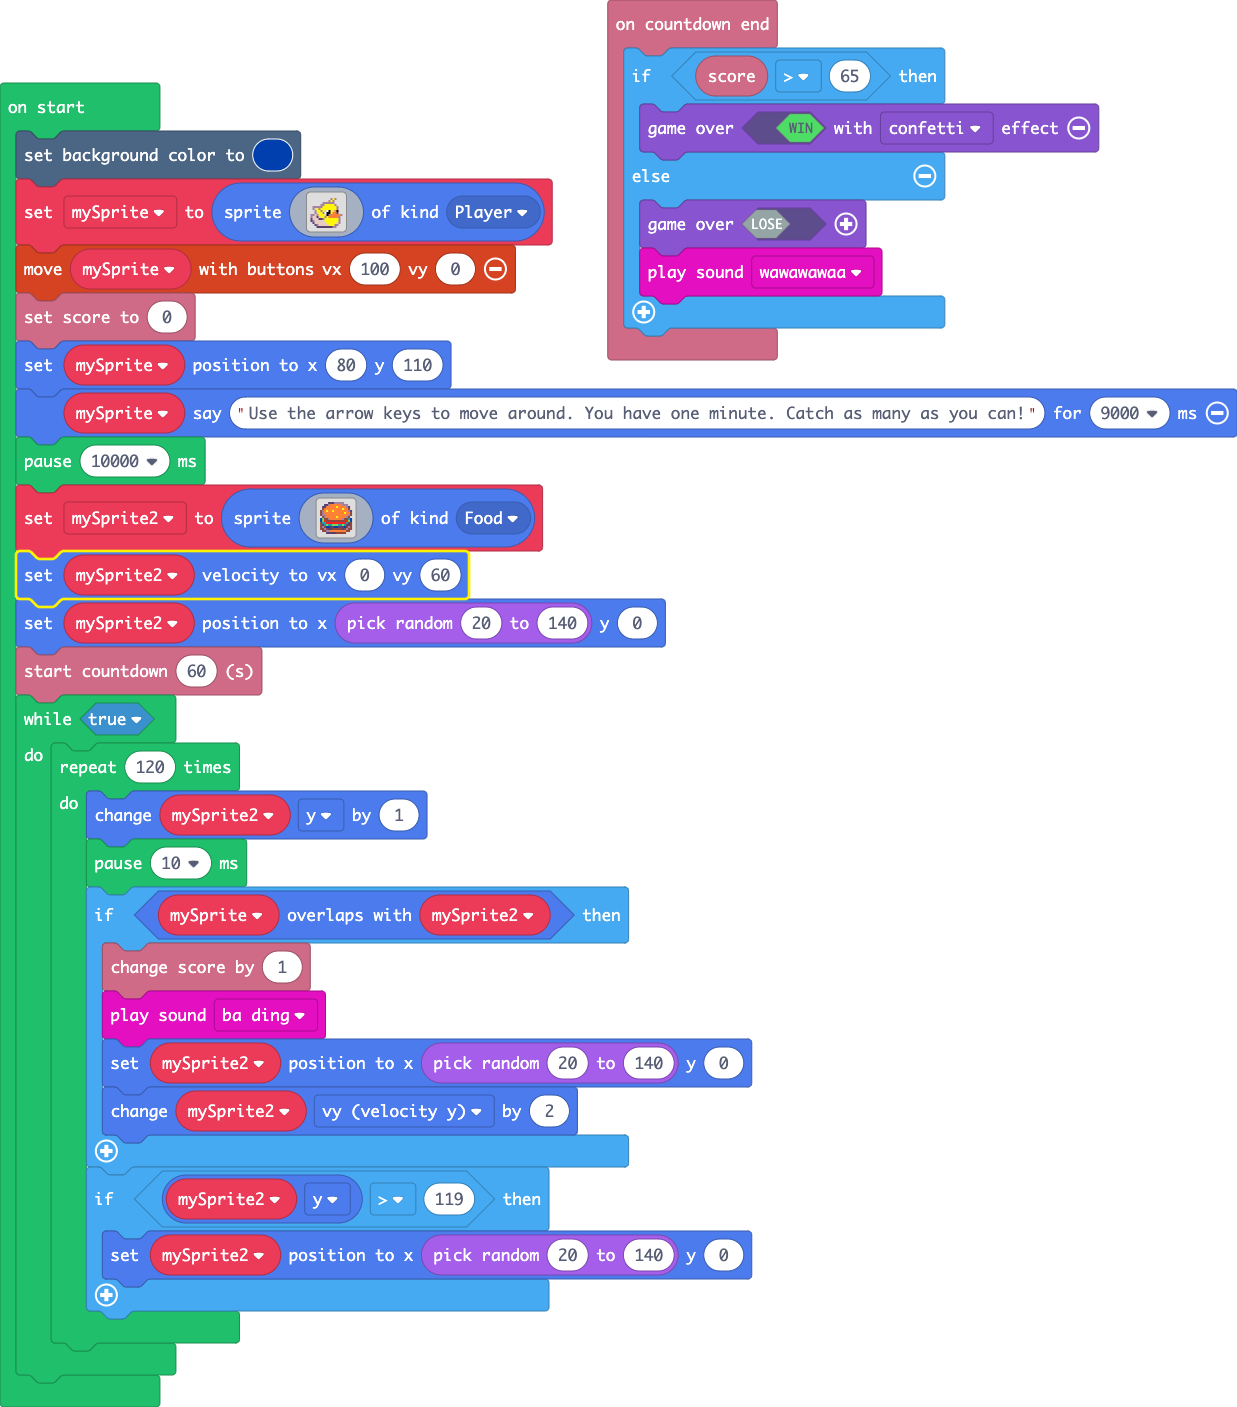 on start
set background color to
set mySprite to sprite of kind Player
move mySprite with buttons vx 100 vy 0
set score to 0
set mySprite position to x 80 y 110
mySprite say "Use the arrow keys to move around. You have one minute. Catch as many as you can!" for 9000 ms
pause 10000 ms
set mySprite2 to sprite of kind Food
set mySprite2 velocity to vx 0 vy 60
set mySprite2 position to x pick random 20 to 140 y 0
start countdown 60 (s)
while true
do
repeat 120 times
do
change mySprite2 y by 1
pause 10 ms
if mySprite overlaps with mySprite2 then
change score by 1
play sound ba ding
set mySprite2 position to x pick random 20 to 140 y 0
change mySprite2 vy (velocity y) by 2
if mySprite2 y > 119 then
set mySprite2 position to x pick random 20 to 140 y 0
on countdown end
if score > 65 then
game over WIN with confetti effect
else
game over LOSE
play sound wawawawaa